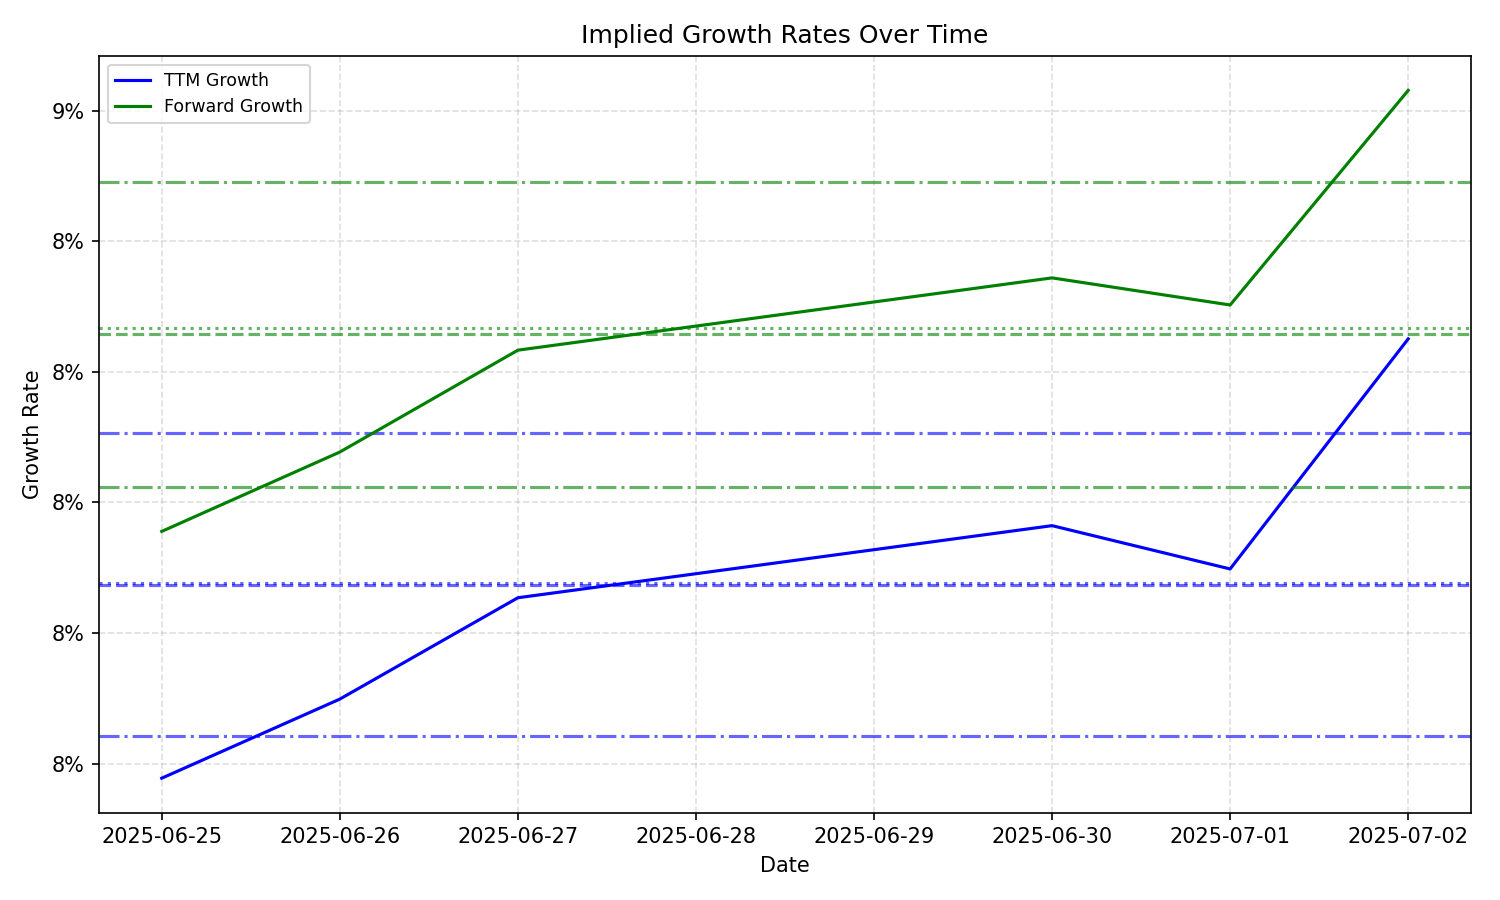 Implied Growth Rates Over Time
TTM Growth
Forward Growth
9%
8%
8%
8%
8%
8%
Growth Rate
2025-06-25
2025-06-26
2025-06-27
2025-06-28
2025-06-29
2025-06-30
2025-07-01
2025-07-02
Date